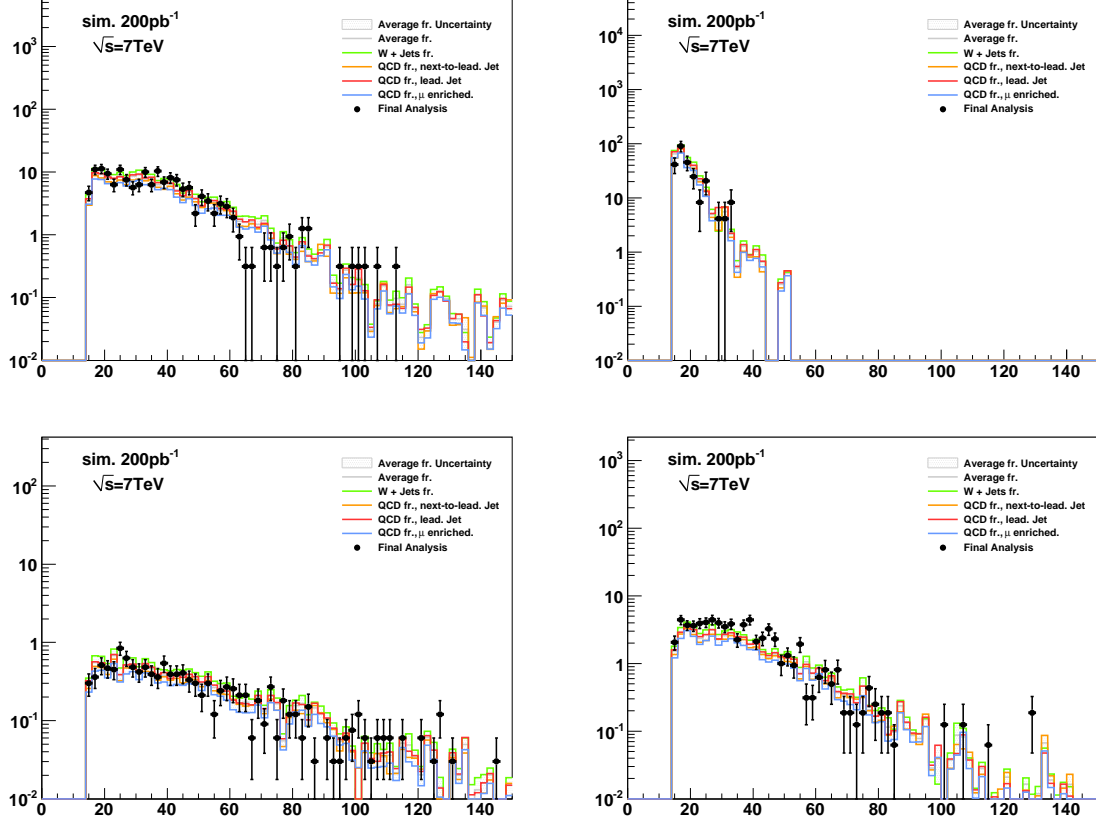 10³
10²
10
1
10⁻¹
10⁻²
0 20 40 60 80 100 120 140
sim. 200pb⁻¹
√s=7TeV
Average fr. Uncertainty
Average fr.
W + Jets fr.
QCD fr., next-to-lead. Jet
QCD fr., lead. Jet
QCD fr., μ enriched.
Final Analysis
10⁴
10³
10²
10
1
10⁻¹
10⁻²
0 20 40 60 80 100 120 140
sim. 200pb⁻¹
√s=7TeV
Average fr. Uncertainty
Average fr.
W + Jets fr.
QCD fr., next-to-lead. Jet
QCD fr., lead. Jet
QCD fr., μ enriched.
Final Analysis
10²
10
1
10⁻¹
10⁻²
0 20 40 60 80 100 120 140
sim. 200pb⁻¹
√s=7TeV
Average fr. Uncertainty
Average fr.
W + Jets fr.
QCD fr., next-to-lead. Jet
QCD fr., lead. Jet
QCD fr., μ enriched.
Final Analysis
10³
10²
10
1
10⁻¹
10⁻²
0 20 40 60 80 100 120 140
sim. 200pb⁻¹
√s=7TeV
Average fr. Uncertainty
Average fr.
W + Jets fr.
QCD fr., next-to-lead. Jet
QCD fr., lead. Jet
QCD fr., μ enriched.
Final Analysis